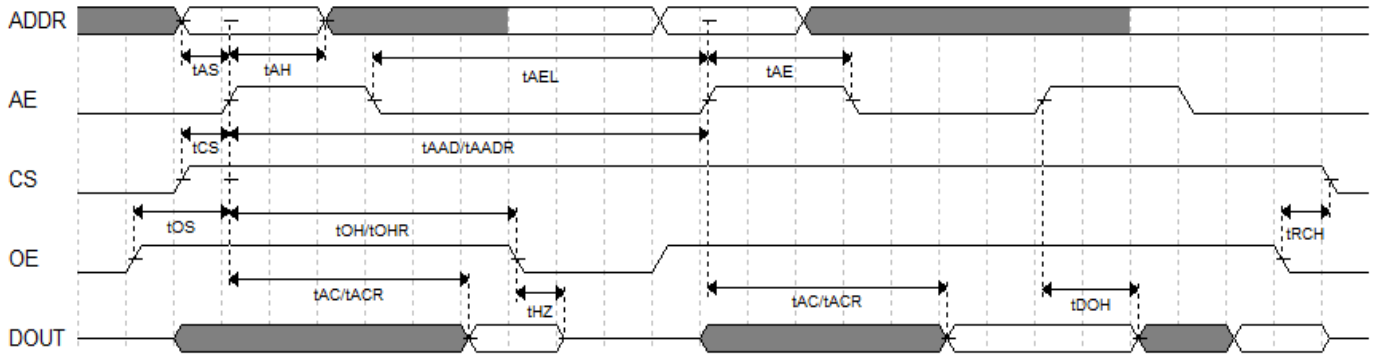 ADDR
tAS
tAH
tAEL
tAE
AE
tCS
tAAD/tAADR
CS
tOS
tOH/tOHR
tRCH
OE
tAC/tACR
tHZ
tAC/tACR
tDOH
DOUT